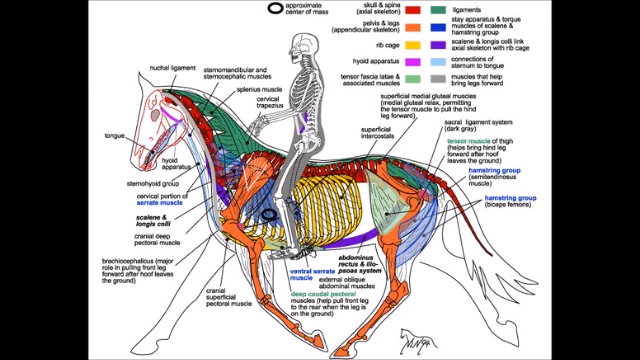 approximate
center of mass
skull & spine
(axial skeleton)
pelvis & legs
(appendicular skeleton)
rib cage
hyoid apparatus
tensor fascia latae &
associated muscles
ligaments
stay apparatus & torque
muscles of scalene &
hamstring group
scalene & longis colli link
axial skeleton with rib cage
connections of
sternum to tongue
muscles that help
bring legs forward
nuchal ligament
sternomandibular and
sternocephalic muscles
splenius muscle
cervical
trapezius
superficial medial gluteal muscles
(medial gluteal relax, permitting
the tensor muscle to pull the hind
leg forward)
superficial
intercostals
sacral ligament system
(dark gray)
tensor muscle of thigh
(helps bring hind leg
forward after hoof
leaves the ground)
hamstring group
(semitendinosus
muscle)
hamstring group
(biceps femoris)
tongue
hyoid
apparatus
sternohyoid group
cervical portion of
serrate muscle
scalene &
longis colli
cranial deep
pectoral muscle
brachiocephalicus (major
role in pulling front leg
forward after hoof leaves
the ground)
cranial
superficial
pectoral muscle
ventral serrate
muscle
abdominus
rectus & ilio-
psoas system
external oblique
abdominal muscles
deep caudal pectoral
muscles (help pull front leg
to the rear when the leg is
on the ground)